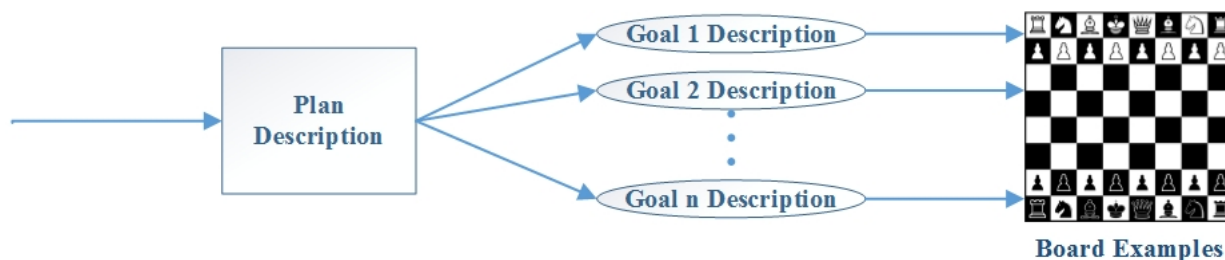 Plan
Description
Goal 1 Description
Goal 2 Description
Goal n Description
Board Examples